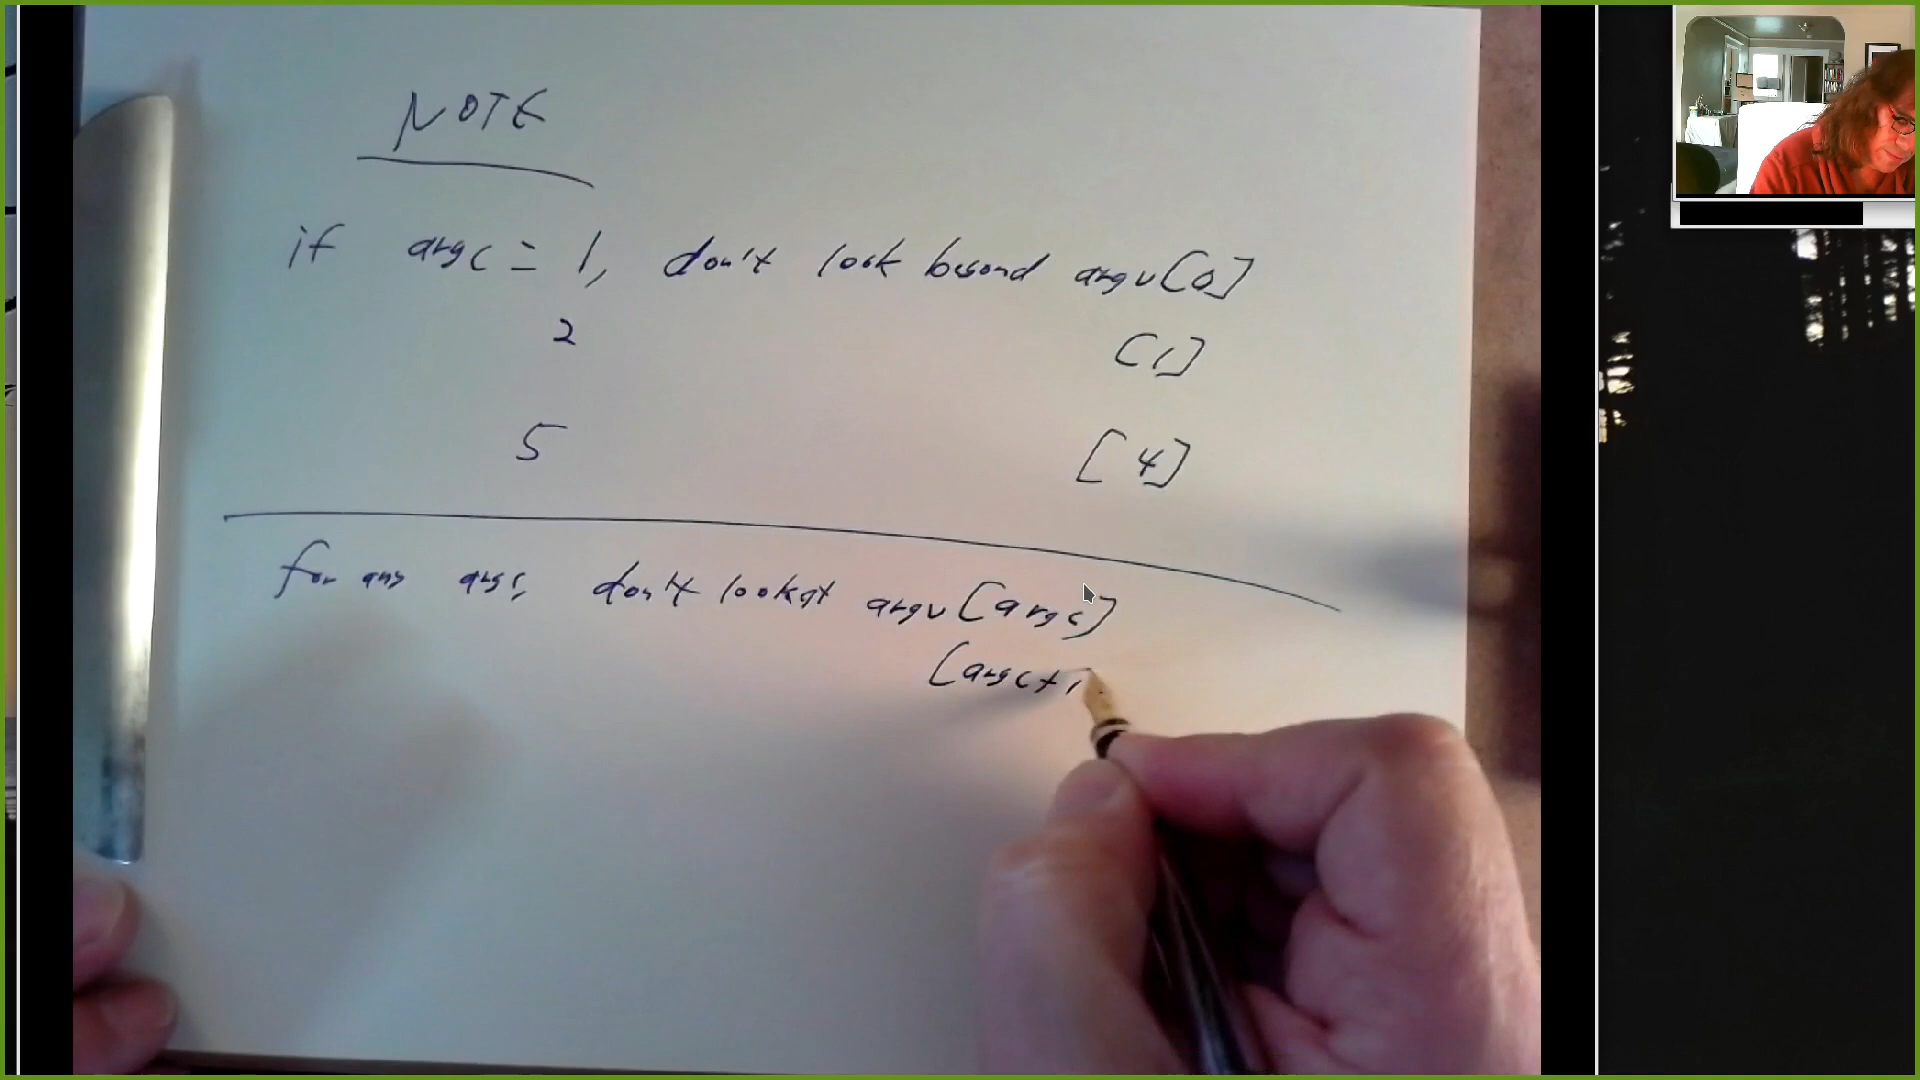 NOTE
if argc = 1, don't look beyond argv[0]
2 [1]
5 [4]
for any argc, don't look at argv[argc]
[argc+1